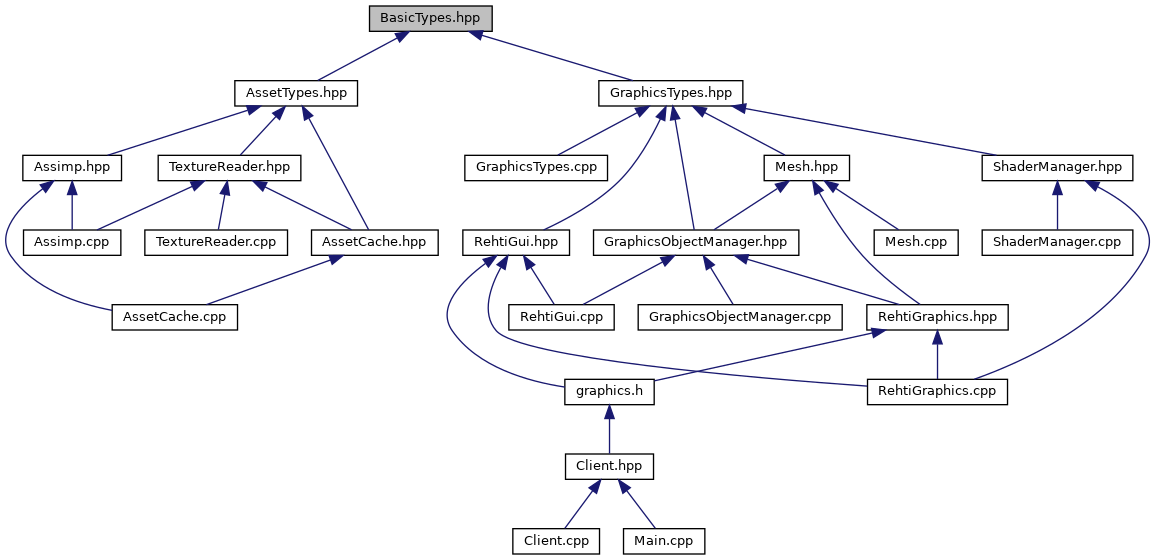 BasicTypes.hpp
AssetTypes.hpp
GraphicsTypes.hpp
Assimp.hpp
TextureReader.hpp
GraphicsTypes.cpp
Mesh.hpp
ShaderManager.hpp
Assimp.cpp
TextureReader.cpp
AssetCache.hpp
RehtiGui.hpp
GraphicsObjectManager.hpp
Mesh.cpp
ShaderManager.cpp
AssetCache.cpp
RehtiGui.cpp
GraphicsObjectManager.cpp
RehtiGraphics.hpp
graphics.h
RehtiGraphics.cpp
Client.hpp
Client.cpp
Main.cpp